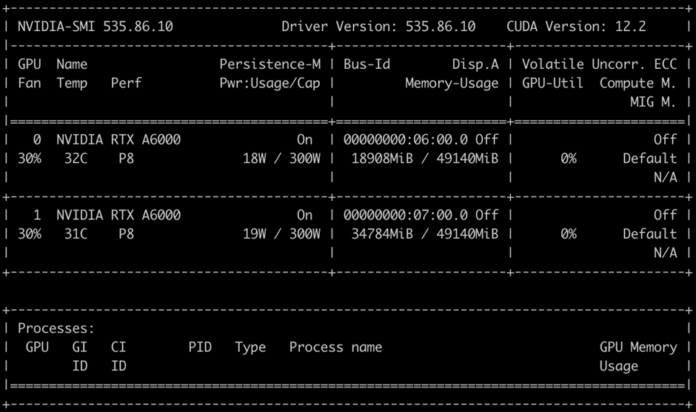 +---------------------------------------------------------------------------------------+
| NVIDIA-SMI 535.86.10              Driver Version: 535.86.10    CUDA Version: 12.2     |
|-----------------------------------------+----------------------+----------------------+
| GPU  Name                 Persistence-M | Bus-Id        Disp.A | Volatile Uncorr. ECC |
| Fan  Temp   Perf          Pwr:Usage/Cap |         Memory-Usage | GPU-Util  Compute M. |
|                                         |                      |               MIG M. |
|=========================================+======================+======================|
|   0  NVIDIA RTX A6000               On  | 00000000:06:00.0 Off |                  Off |
| 30%   32C    P8              18W / 300W |  18908MiB / 49140MiB |      0%      Default |
|                                         |                      |                  N/A |
+-----------------------------------------+----------------------+----------------------+
|   1  NVIDIA RTX A6000               On  | 00000000:07:00.0 Off |                  Off |
| 30%   31C    P8              19W / 300W |  34784MiB / 49140MiB |      0%      Default |
|                                         |                      |                  N/A |
+-----------------------------------------+----------------------+----------------------+

+---------------------------------------------------------------------------------------+
| Processes:                                                                            |
|  GPU   GI   CI        PID   Type   Process name                            GPU Memory |
|        ID   ID                                                             Usage      |
|=======================================================================================|
+---------------------------------------------------------------------------------------+